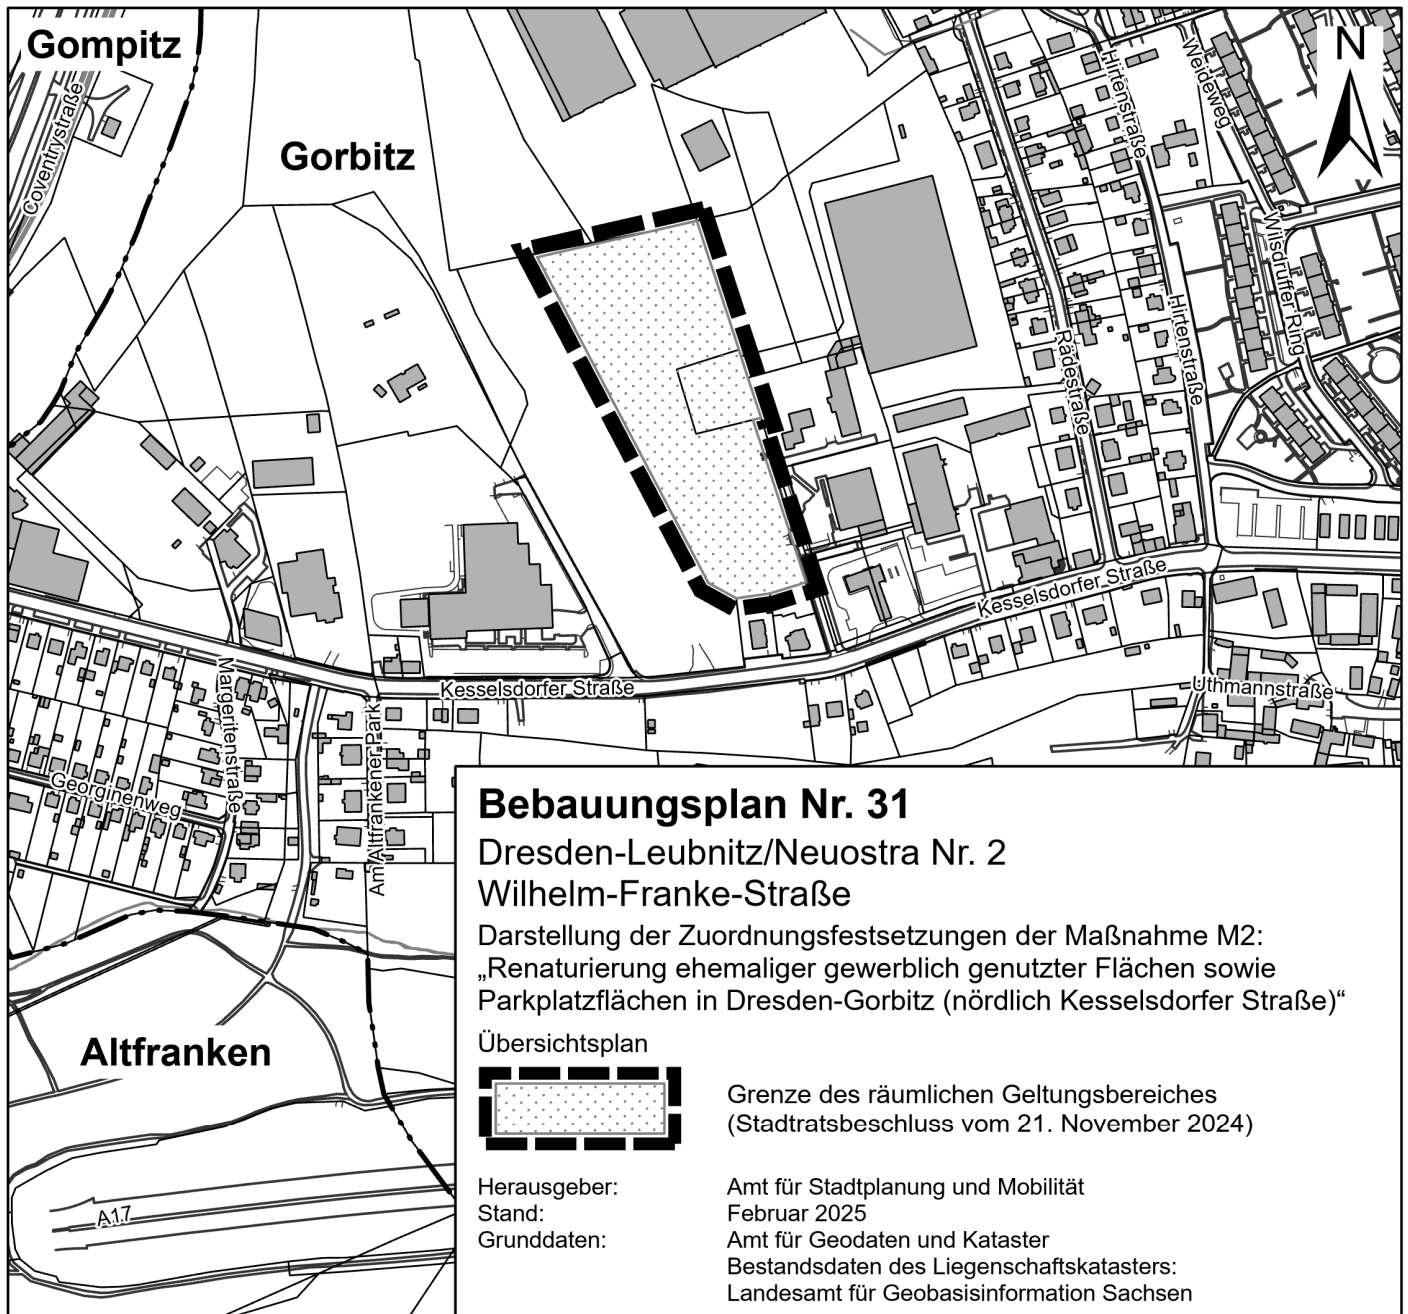 Gompitz
N
Gorbitz
Coventrystraße
Hirtenstraße
Weideweg
Wilsdruffer Ring
Hirtenstraße
Rädestraße
Kesselsdorfer Straße
Kesselsdorfer Straße
Uthmannstraße
Margeritenstraße
Georginenweg
Am Altfrankener Park
Altfranken
A17
Bebauungsplan Nr. 31
Dresden-Leubnitz/Neuostra Nr. 2
Wilhelm-Franke-Straße
Darstellung der Zuordnungsfestsetzungen der Maßnahme M2:
„Renaturierung ehemaliger gewerblich genutzter Flächen sowie
Parkplatzflächen in Dresden-Gorbitz (nördlich Kesselsdorfer Straße)“
Übersichtsplan
Grenze des räumlichen Geltungsbereiches
(Stadtratsbeschluss vom 21. November 2024)
Herausgeber: Amt für Stadtplanung und Mobilität
Stand: Februar 2025
Grunddaten: Amt für Geodaten und Kataster
Bestandsdaten des Liegenschaftskatasters:
Landesamt für Geobasisinformation Sachsen